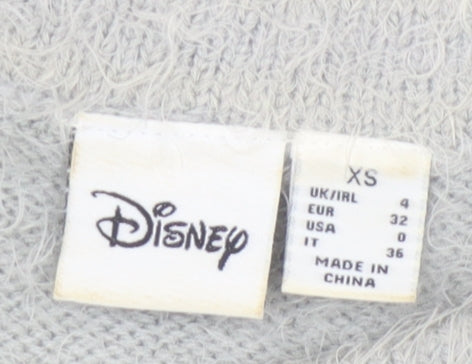 Disney
XS
UK/IRL 4
EUR 32
USA 0
IT 36
MADE IN
CHINA